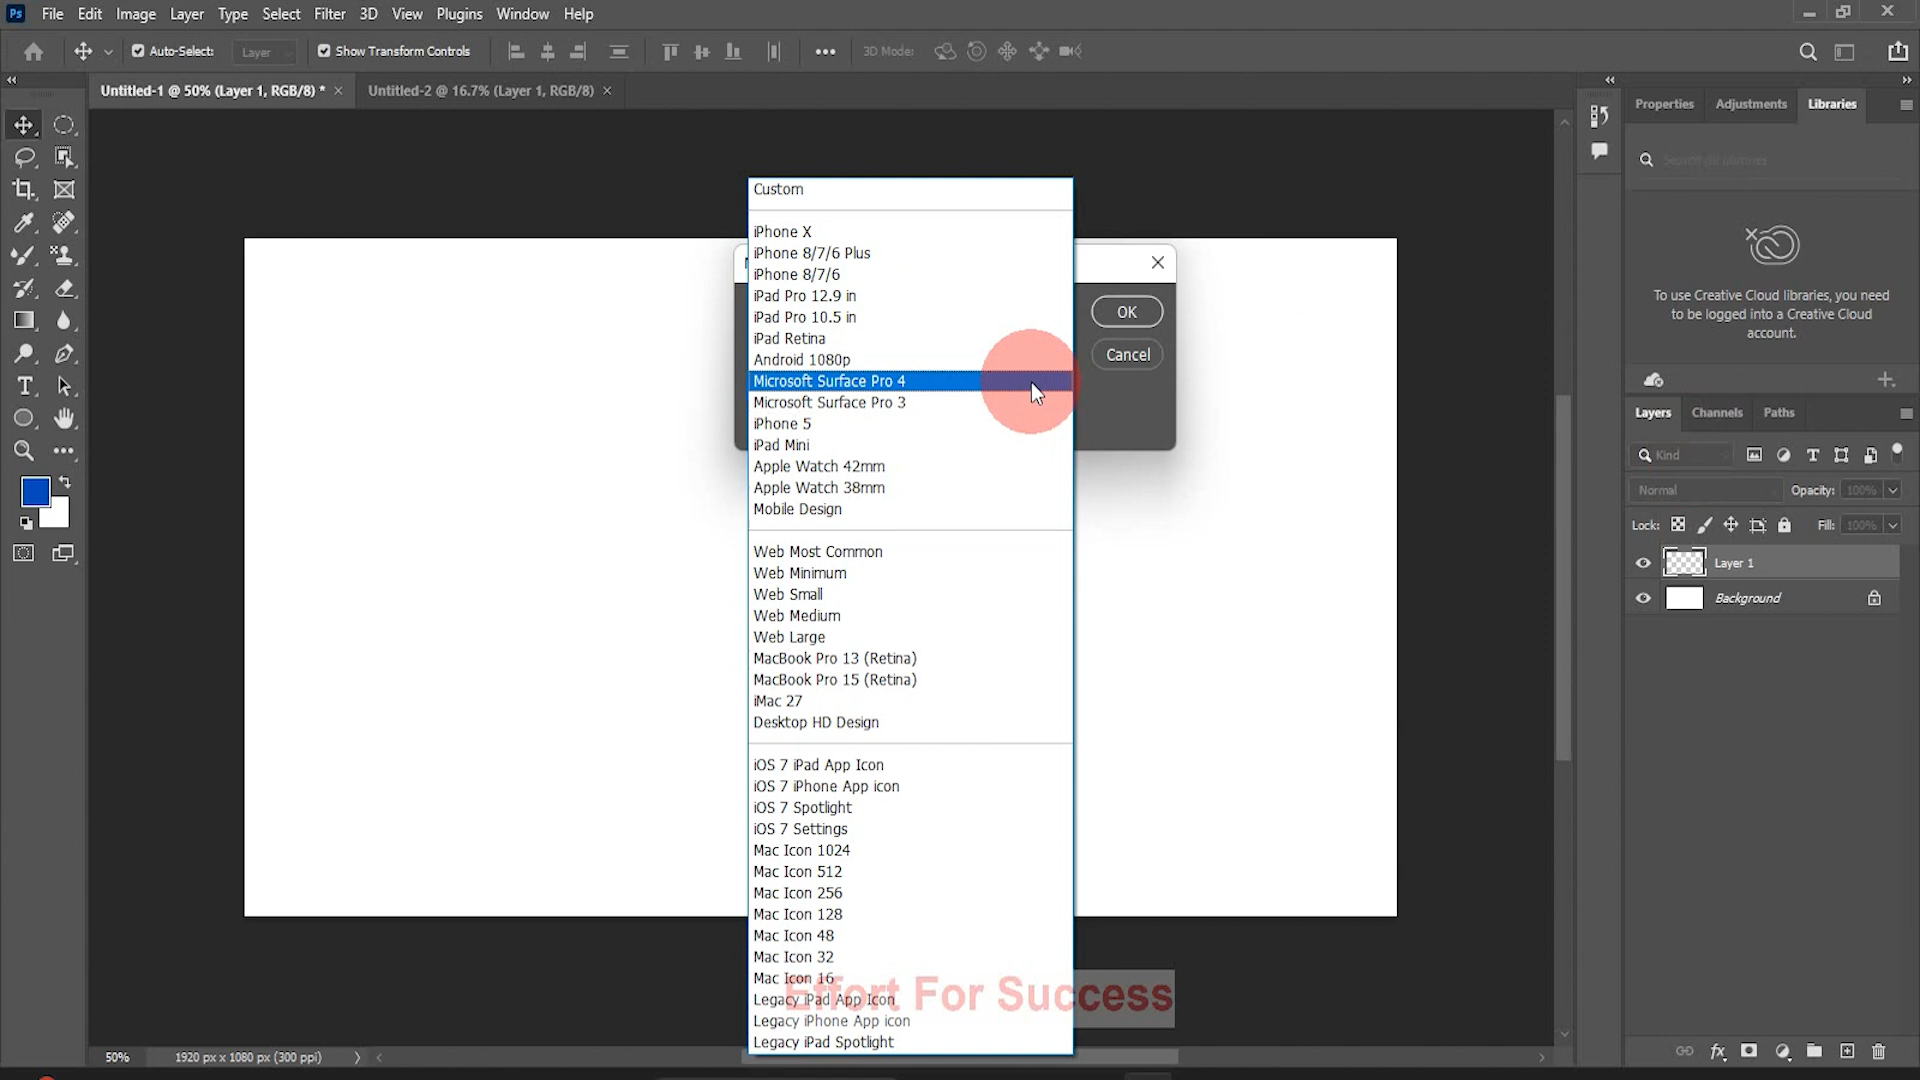 Ps File Edit Image Layer Type Select Filter 3D View Plugins Window Help
Auto-Select: Layer Show Transform Controls 3D Mode:
Untitled-1 @ 50% (Layer 1, RGB/8) * Untitled-2 @ 16.7% (Layer 1, RGB/8)
Properties Adjustments Libraries
To use Creative Cloud libraries, you need
to be logged into a Creative Cloud
account.
Custom
iPhone X
iPhone 8/7/6 Plus
iPhone 8/7/6
iPad Pro 12.9 in
iPad Pro 10.5 in
iPad Retina
Android 1080p
Microsoft Surface Pro 4
Microsoft Surface Pro 3
iPhone 5
iPad Mini
Apple Watch 42mm
Apple Watch 38mm
Mobile Design
Web Most Common
Web Minimum
Web Small
Web Medium
Web Large
MacBook Pro 13 (Retina)
MacBook Pro 15 (Retina)
iMac 27
Desktop HD Design
iOS 7 iPad App Icon
iOS 7 iPhone App icon
iOS 7 Spotlight
iOS 7 Settings
Mac Icon 1024
Mac Icon 512
Mac Icon 256
Mac Icon 128
Mac Icon 48
Mac Icon 32
Mac Icon 16
Legacy iPad App Icon
Legacy iPhone App icon
Legacy iPad Spotlight
OK
Cancel
Effort For Success
Layers Channels Paths
Kind
Normal Opacity: 100%
Lock: Fill: 100%
Layer 1
Background
50% 1920 px x 1080 px (300 ppi)